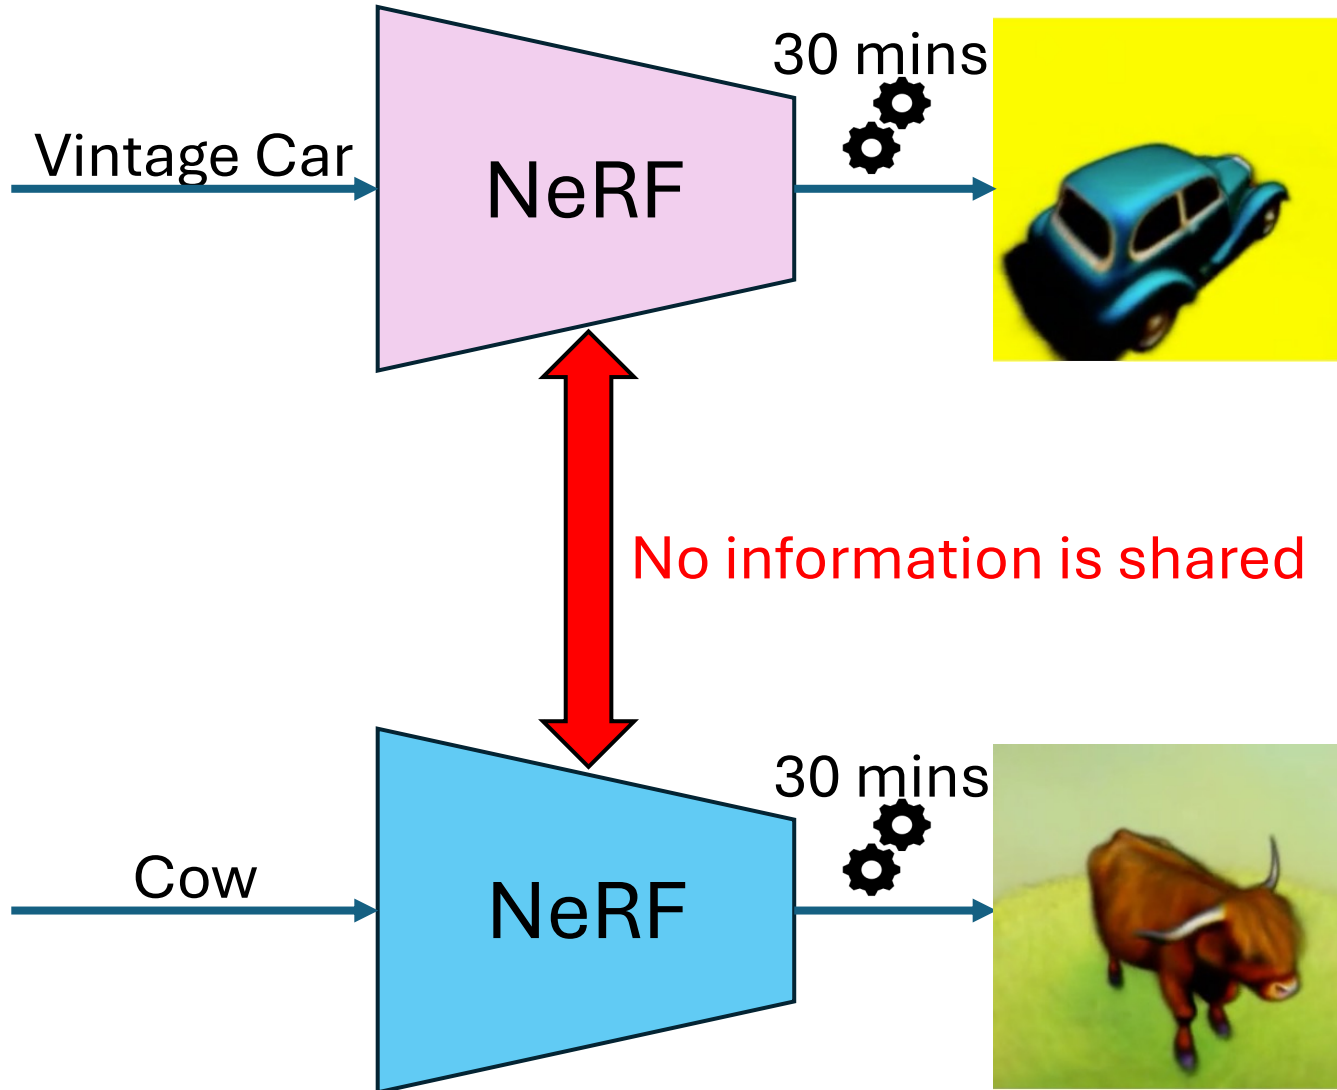 30 mins
Vintage Car
NeRF
No information is shared
30 mins
Cow
NeRF